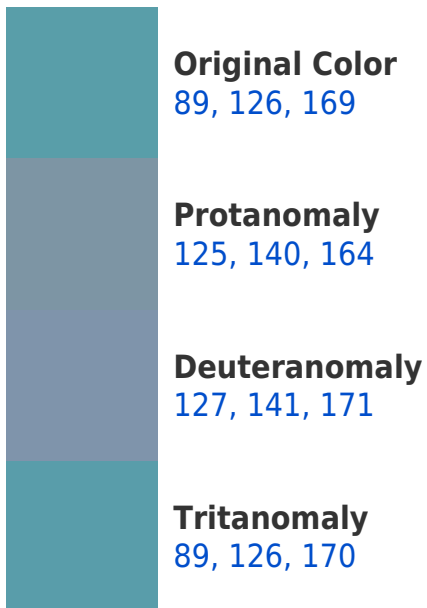 Original Color
89, 126, 169
Protanomaly
125, 140, 164
Deuteranomaly
127, 141, 171
Tritanomaly
89, 126, 170